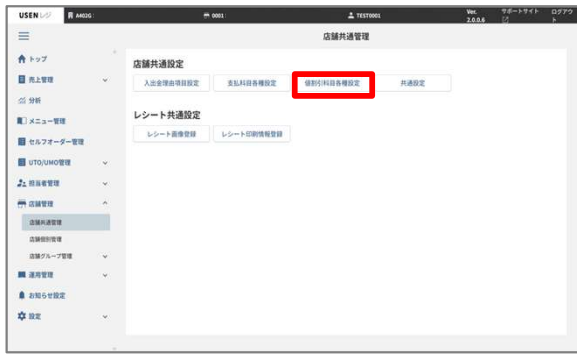 USEN レジ
A402G
0001
TEST0001
Ver.
2.0.0.6
サポートサイト
ログアウト
店舗共通管理
トップ
売上管理
分析
メニュー管理
セルフオーダー管理
UTO/UMO管理
担当者管理
店舗管理
店舗共通管理
店舗個別管理
店舗グループ管理
運用管理
お知らせ設定
設定
店舗共通設定
入出金理由項目設定
支払科目各種設定
値割引科目各種設定
共通設定
レシート共通設定
レシート画像登録
レシート印刷情報登録